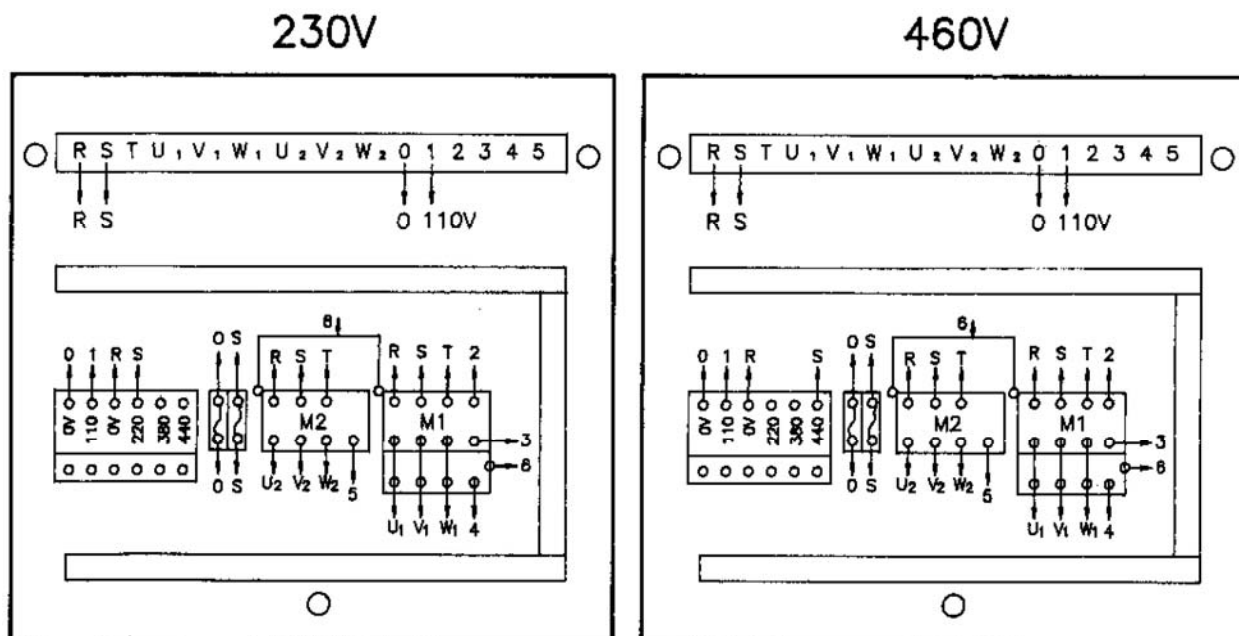 230V 460V
R S T U₁ V₁ W₁ U₂ V₂ W₂ 0 1 2 3 4 5
R S 0 110V
6
0 1 R S 0 S R S T R S T 2
0V 110 0V 220 380 440 M2 M1
3
6
0 S U₂ V₂ W₂ 5
U₁ V₁ W₁ 4
R S T U₁ V₁ W₁ U₂ V₂ W₂ 0 1 2 3 4 5
R S 0 110V
6
0 1 R S 0 S R S T R S T 2
0V 110 0V 220 380 440 M2 M1
3
6
0 S U₂ V₂ W₂ 5
U₁ V₁ W₁ 4